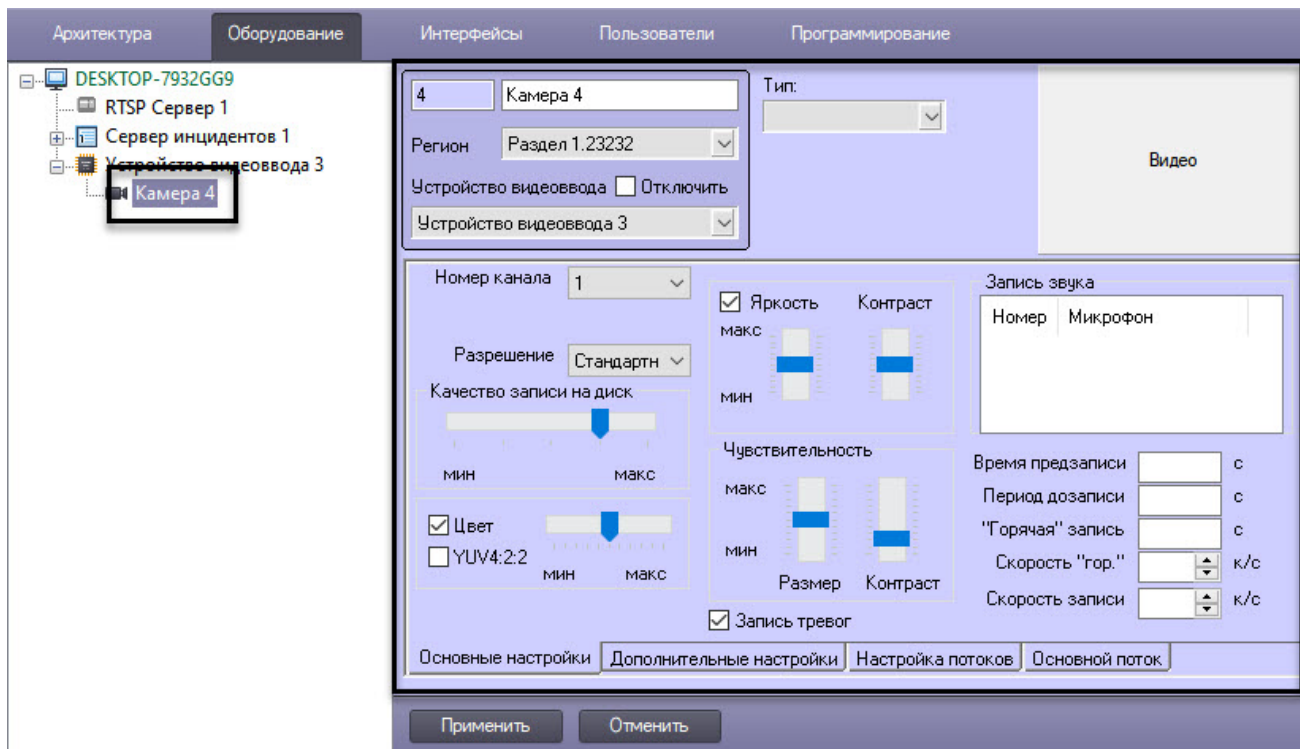 Архитектура Оборудование Интерфейсы Пользователи Программирование
DESKTOP-7932GG9
RTSP Сервер 1
Сервер инцидентов 1
Устройство видеоввода 3
Камера 4
4 Камера 4
Регион Раздел 1.23232
Устройство видеоввода Отключить
Устройство видеоввода 3
Тип:
Видео
Номер канала 1
Разрешение Стандартн
Качество записи на диск
мин макс
Цвет
YUV4:2:2
мин макс
Яркость Контраст
макс
мин
Чувствительность
макс
мин
Размер Контраст
Запись тревог
Запись звука
Номер Микрофон
Время предзаписи с
Период дозаписи с
"Горячая" запись с
Скорость "гор." к/с
Скорость записи к/с
Основные настройки Дополнительные настройки Настройка потоков Основной поток
Применить Отменить